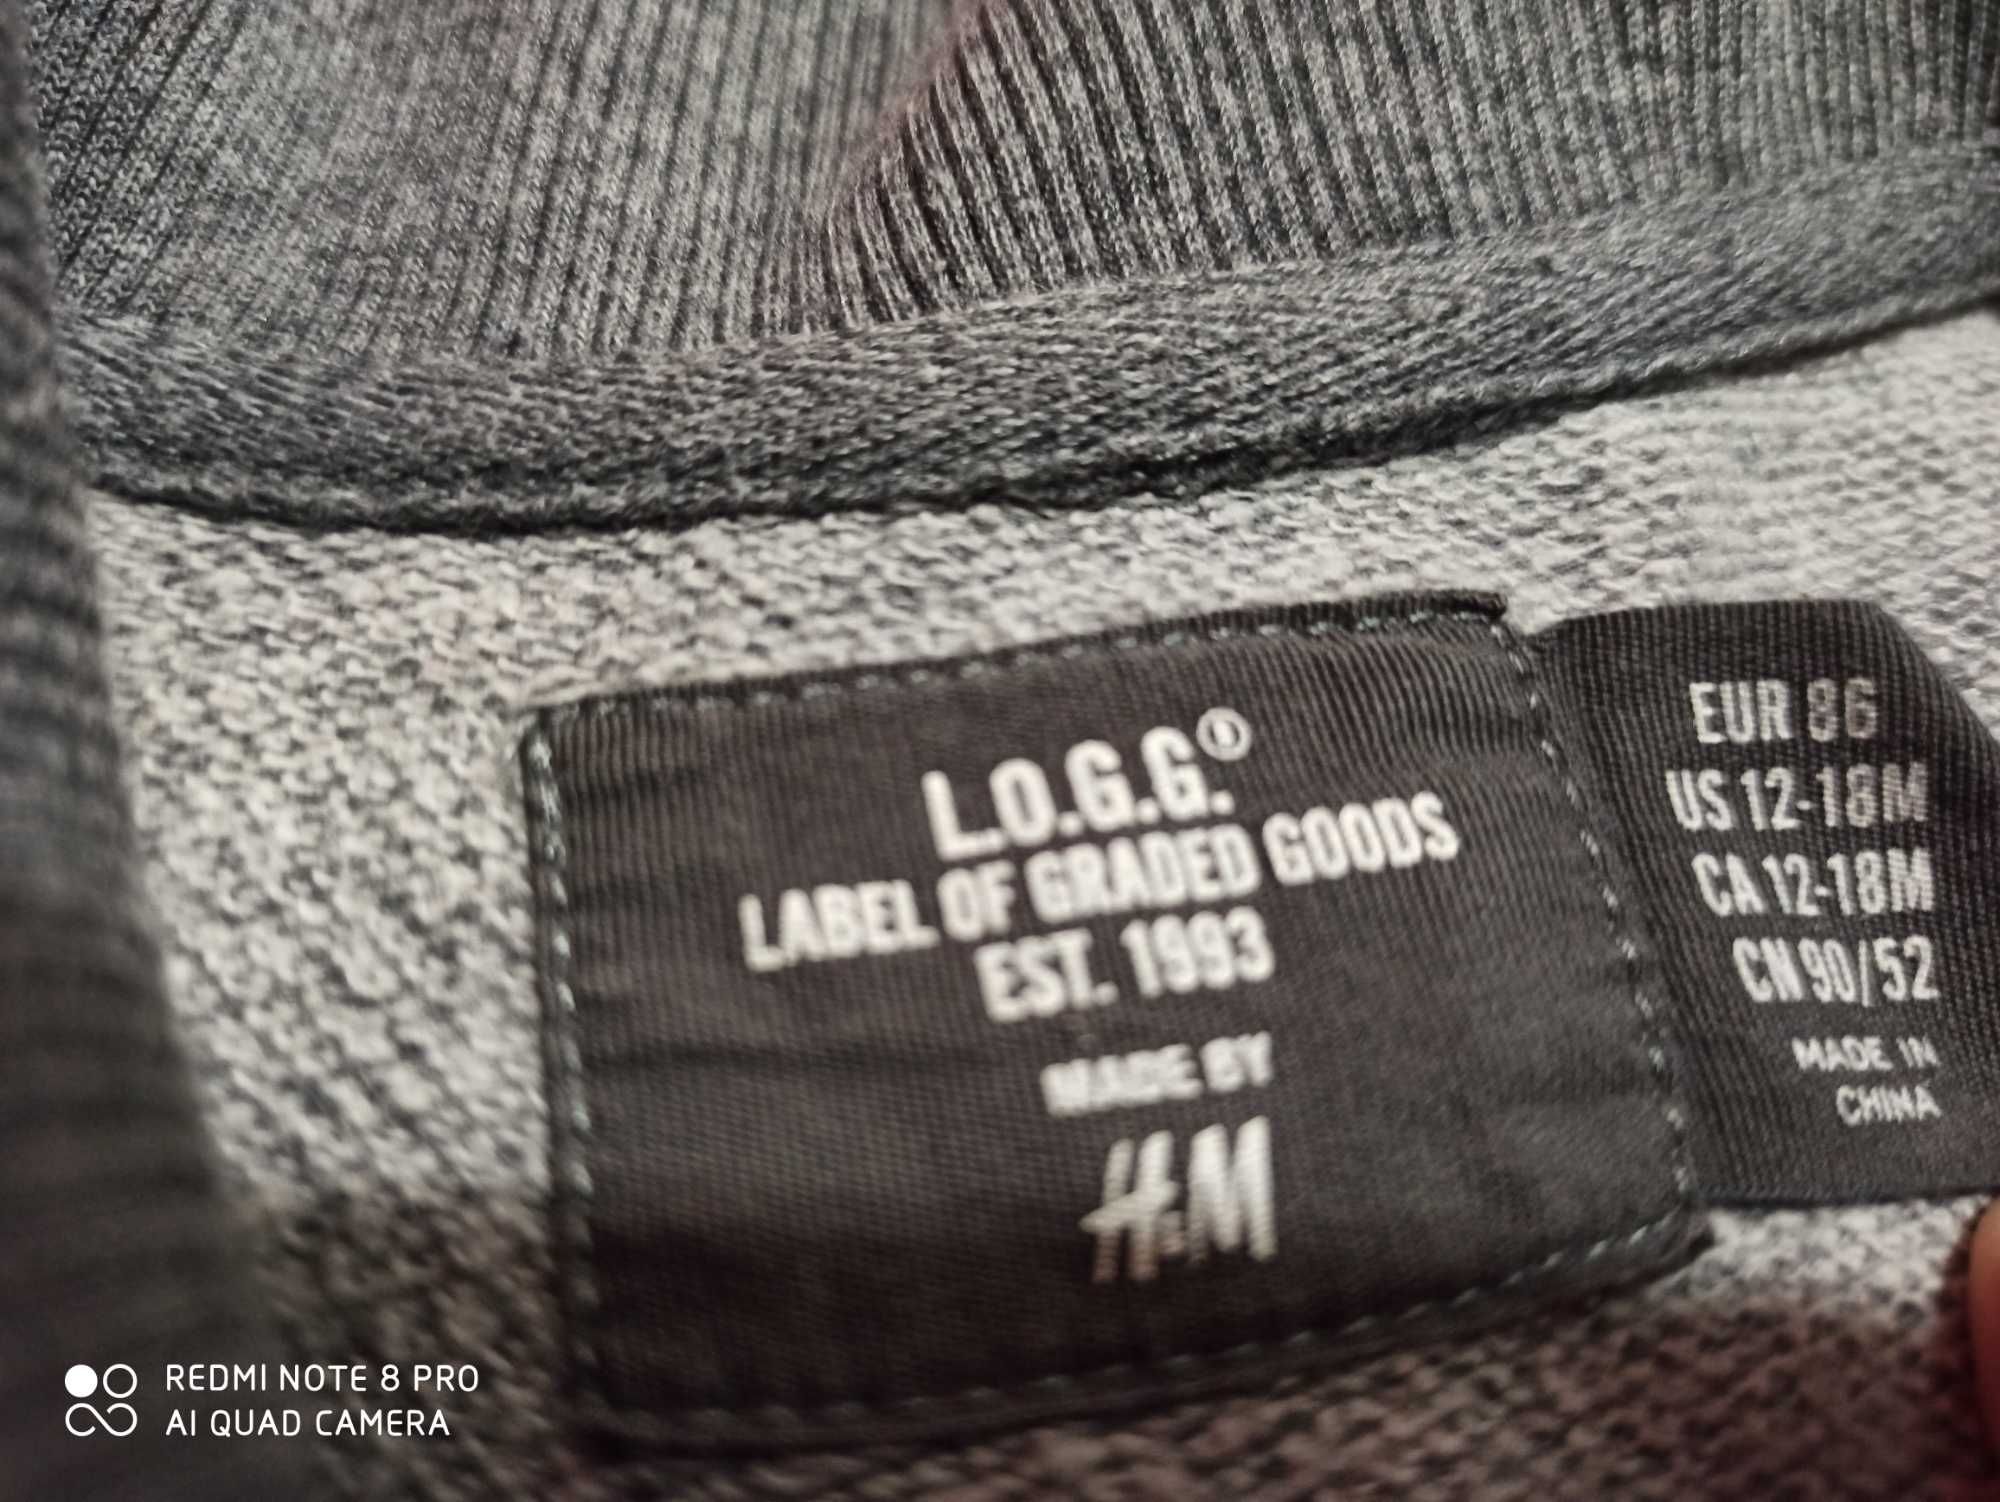 L.O.G.G.®
LABEL OF GRADED GOODS
EST. 1993
MADE BY
H&M
EUR 86
US 12-18M
CA 12-18M
CN 90/52
MADE IN
CHINA
REDMI NOTE 8 PRO
AI QUAD CAMERA